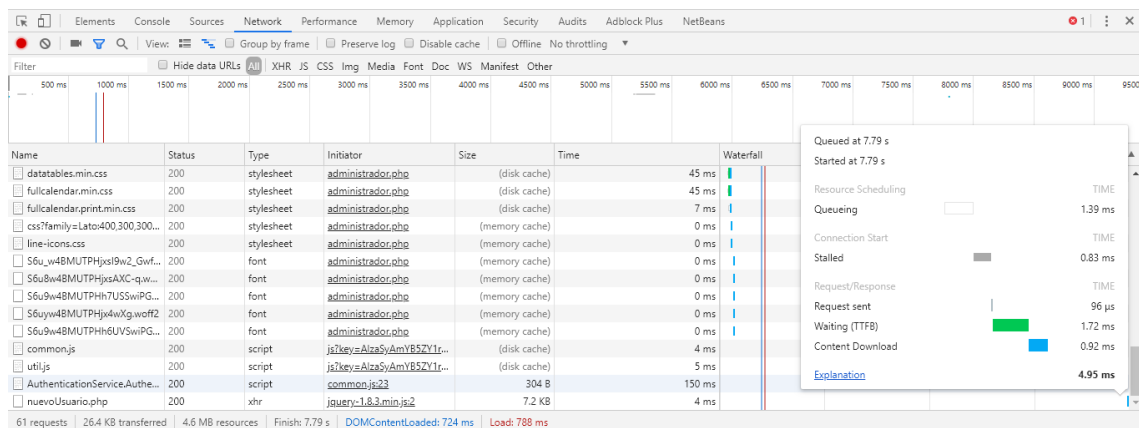 Elements Console Sources Network Performance Memory Application Security Audits Adblock Plus NetBeans 1
View: Group by frame Preserve log Disable cache Offline No throttling
Filter Hide data URLs All XHR JS CSS Img Media Font Doc WS Manifest Other
500 ms 1000 ms 1500 ms 2000 ms 2500 ms 3000 ms 3500 ms 4000 ms 4500 ms 5000 ms 5500 ms 6000 ms 6500 ms 7000 ms 7500 ms 8000 ms 8500 ms 9000 ms 9500
Name Status Type Initiator Size Time Waterfall
datatables.min.css 200 stylesheet administrador.php (disk cache) 45 ms
fullcalendar.min.css 200 stylesheet administrador.php (disk cache) 45 ms
fullcalendar.print.min.css 200 stylesheet administrador.php (disk cache) 7 ms
css?family=Lato:400,300,300... 200 stylesheet administrador.php (memory cache) 0 ms
line-icons.css 200 stylesheet administrador.php (memory cache) 0 ms
S6u_w4BMUTPHjxsI9w2_Gwf... 200 font administrador.php (memory cache) 0 ms
S6u8w4BMUTPHjxsAXC-q.w... 200 font administrador.php (memory cache) 0 ms
S6u9w4BMUTPHh7USSwiPG... 200 font administrador.php (memory cache) 0 ms
S6uyw4BMUTPHjx4wXg.woff2 200 font administrador.php (memory cache) 0 ms
S6u9w4BMUTPHh6UVSwiPG... 200 font administrador.php (memory cache) 0 ms
common.js 200 script js?key=AIzaSyAmYB5ZY1r... (disk cache) 4 ms
util.js 200 script js?key=AIzaSyAmYB5ZY1r... (disk cache) 5 ms
AuthenticationService.Authe... 200 script common.js:23 304 B 150 ms
nuevoUsuario.php 200 xhr jquery-1.8.3.min.js:2 7.2 KB 4 ms
Queued at 7.79 s
Started at 7.79 s
Resource Scheduling TIME
Queueing 1.39 ms
Connection Start TIME
Stalled 0.83 ms
Request/Response TIME
Request sent 96 μs
Waiting (TTFB) 1.72 ms
Content Download 0.92 ms
Explanation 4.95 ms
61 requests 26.4 KB transferred 4.6 MB resources Finish: 7.79 s DOMContentLoaded: 724 ms Load: 788 ms